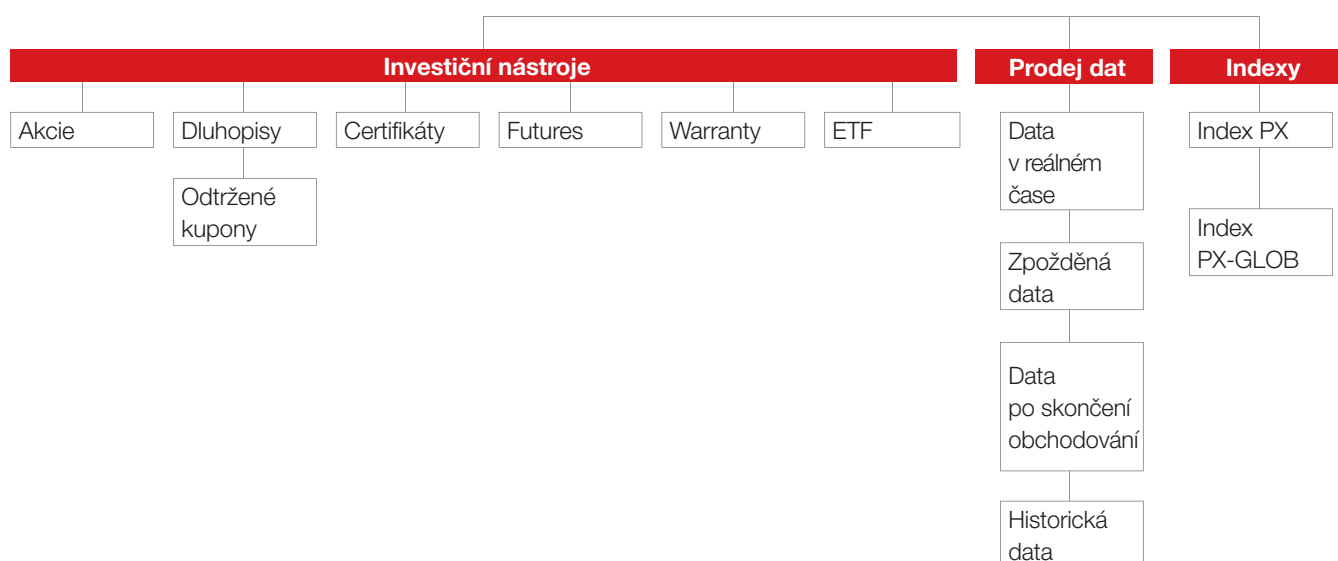 Investiční nástroje
Prodej dat
Indexy
Akcie
Dluhopisy
Certifikáty
Futures
Warranty
ETF
Odtržené
kupony
Data
v reálném
čase
Zpožděná
data
Data
po skončení
obchodování
Historická
data
Index PX
Index
PX-GLOB